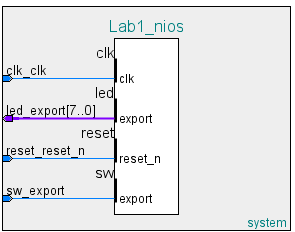 Lab1_nios
clk
clk_clk
clk
led
led_export[7..0]
export
reset
reset_reset_n
reset_n
sw
sw_export
export
system